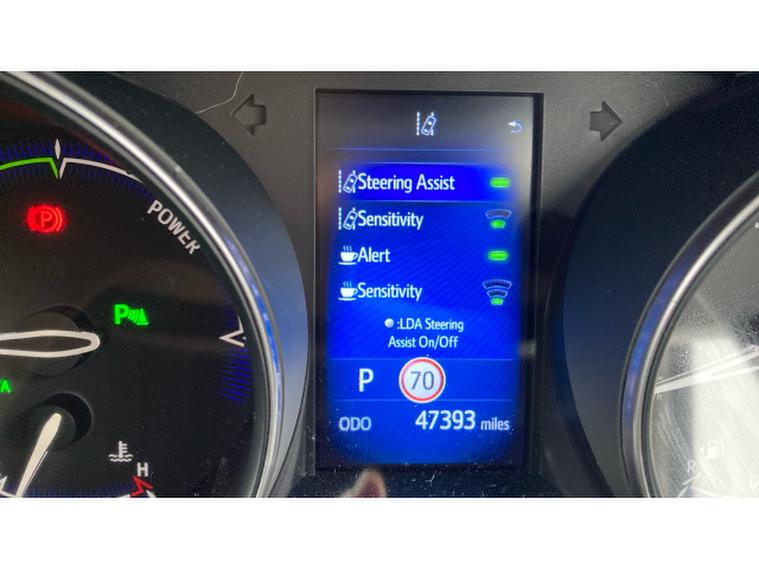 POWER
P
A
H
Steering Assist
Sensitivity
Alert
Sensitivity
:LDA Steering
Assist On/Off
P 70
ODO 47393 miles
R